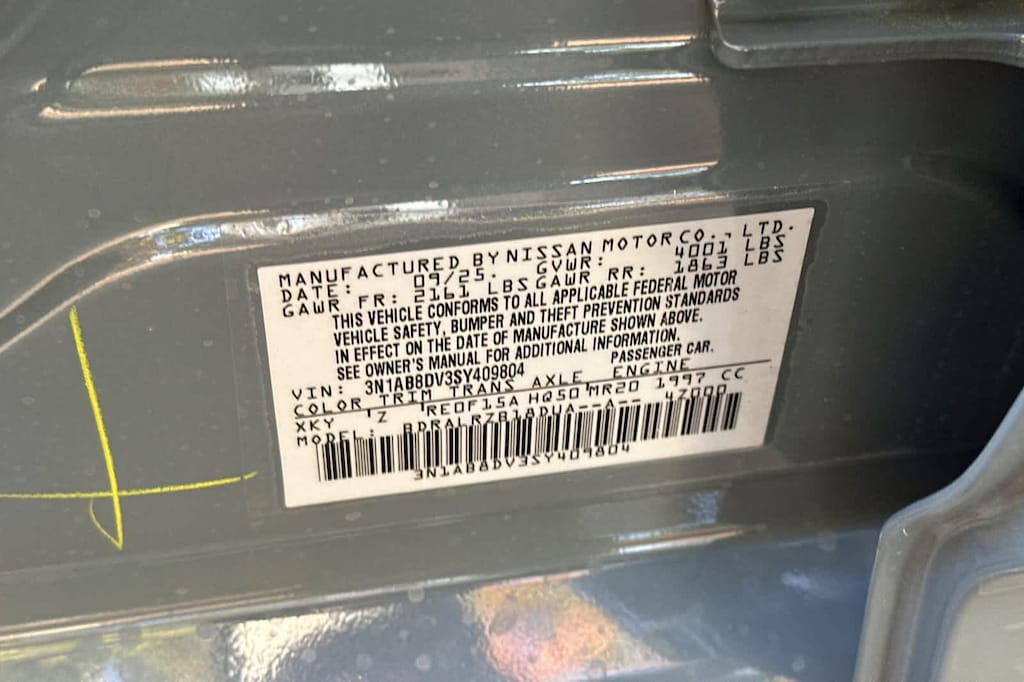 MANUFACTURED BY NISSAN MOTOR CO., LTD.
DATE: 09/25. GVWR: 4001 LBS
GAWR FR: 2161 LBS GAWR RR: 1863 LBS
THIS VEHICLE CONFORMS TO ALL APPLICABLE FEDERAL MOTOR
VEHICLE SAFETY, BUMPER AND THEFT PREVENTION STANDARDS
IN EFFECT ON THE DATE OF MANUFACTURE SHOWN ABOVE.
SEE OWNER'S MANUAL FOR ADDITIONAL INFORMATION.
VIN: 3N1AB8DV3SY409804 PASSENGER CAR.
COLOR TRIM TRANS AXLE ENGINE
XKY Z RE0F15A HQ50 MR20 1997 CC
MODEL: BDRALRZB18DUA--A-- 47000
3N1AB8DV3SY409804